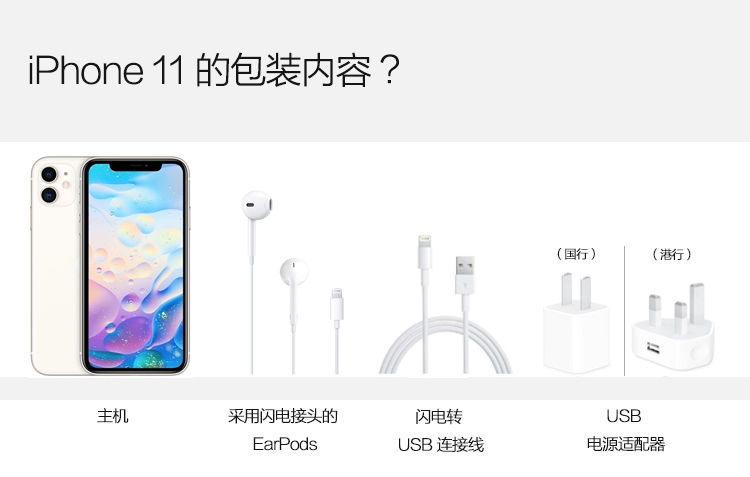 iPhone 11 的包装内容？
（国行）
（港行）
主机
采用闪电接头的
EarPods
闪电转
USB 连接线
USB
电源适配器